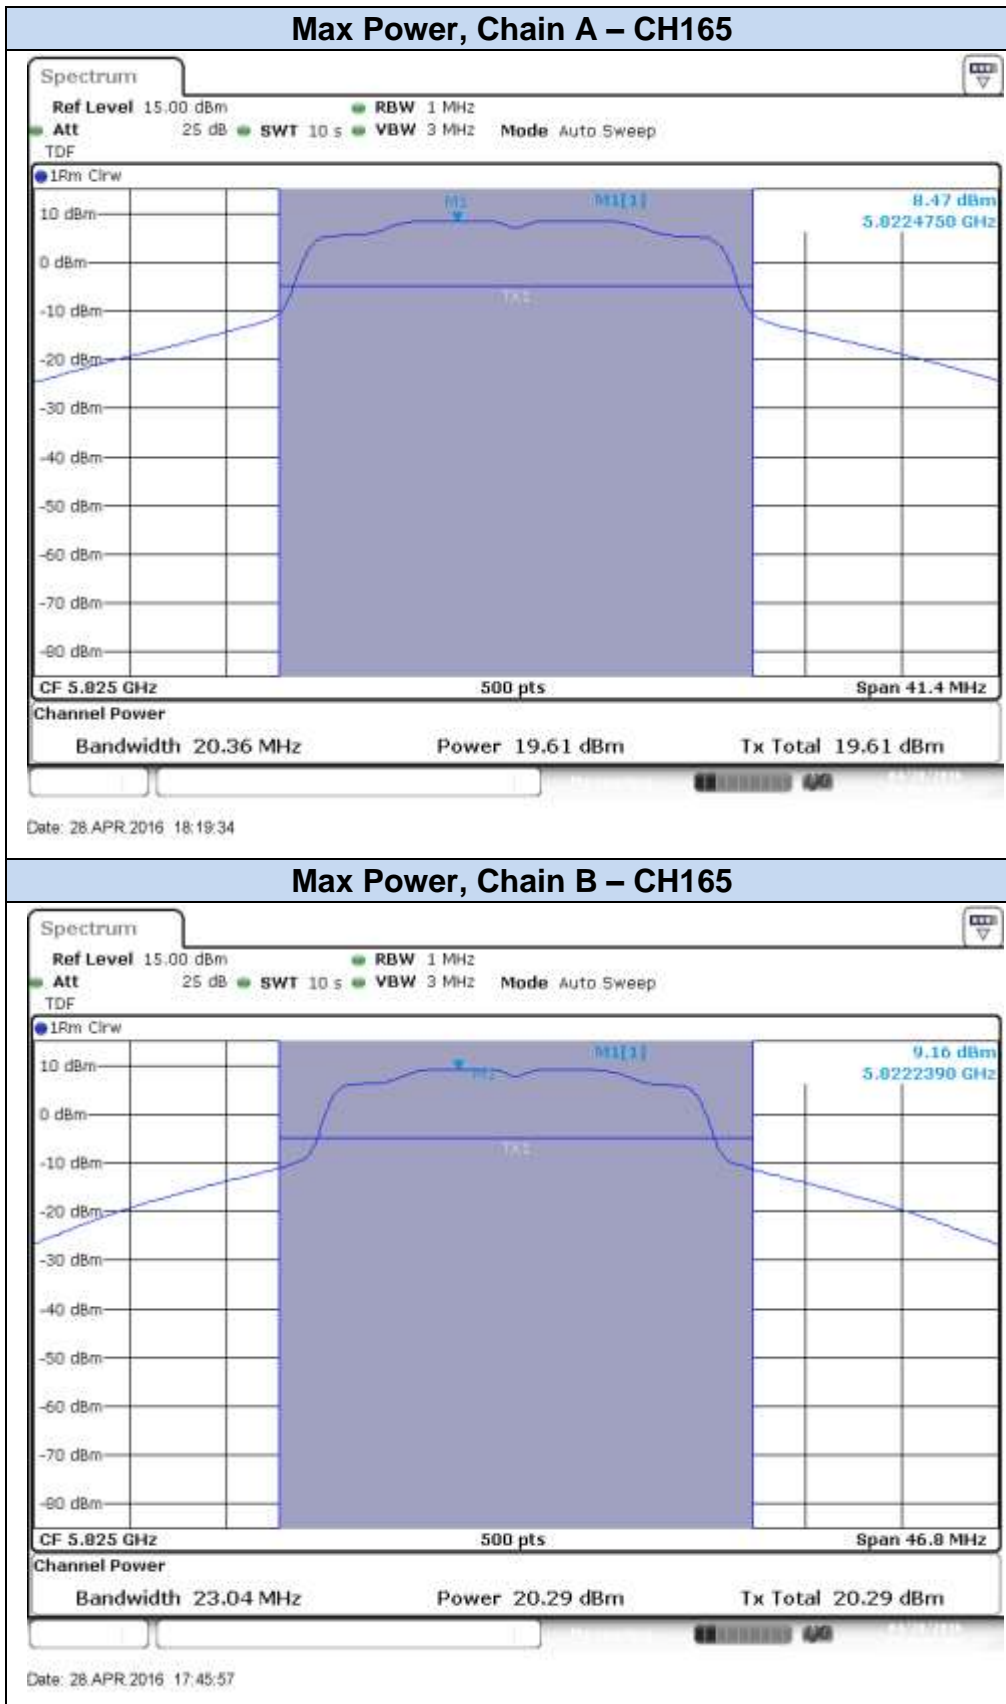 Max Power, Chain A – CH165
Spectrum
Ref Level 15.00 dBm RBW 1 MHz
Att 25 dB SWT 10 s VBW 3 MHz Mode Auto Sweep
TDF
1Rm Clrw
M1 M1[1] 8.47 dBm
10 dBm
5.8224750 GHz
0 dBm
TX1
-10 dBm
-20 dBm
-30 dBm
-40 dBm
-50 dBm
-60 dBm
-70 dBm
-80 dBm
CF 5.825 GHz 500 pts Span 41.4 MHz
Channel Power
Bandwidth 20.36 MHz Power 19.61 dBm Tx Total 19.61 dBm
Date: 28.APR.2016 18:19:34
Max Power, Chain B – CH165
Spectrum
Ref Level 15.00 dBm RBW 1 MHz
Att 25 dB SWT 10 s VBW 3 MHz Mode Auto Sweep
TDF
1Rm Clrw
M1[1] 9.16 dBm
10 dBm M1 5.8222390 GHz
0 dBm
TX1
-10 dBm
-20 dBm
-30 dBm
-40 dBm
-50 dBm
-60 dBm
-70 dBm
-80 dBm
CF 5.825 GHz 500 pts Span 46.8 MHz
Channel Power
Bandwidth 23.04 MHz Power 20.29 dBm Tx Total 20.29 dBm
Date: 28.APR.2016 17:45:57